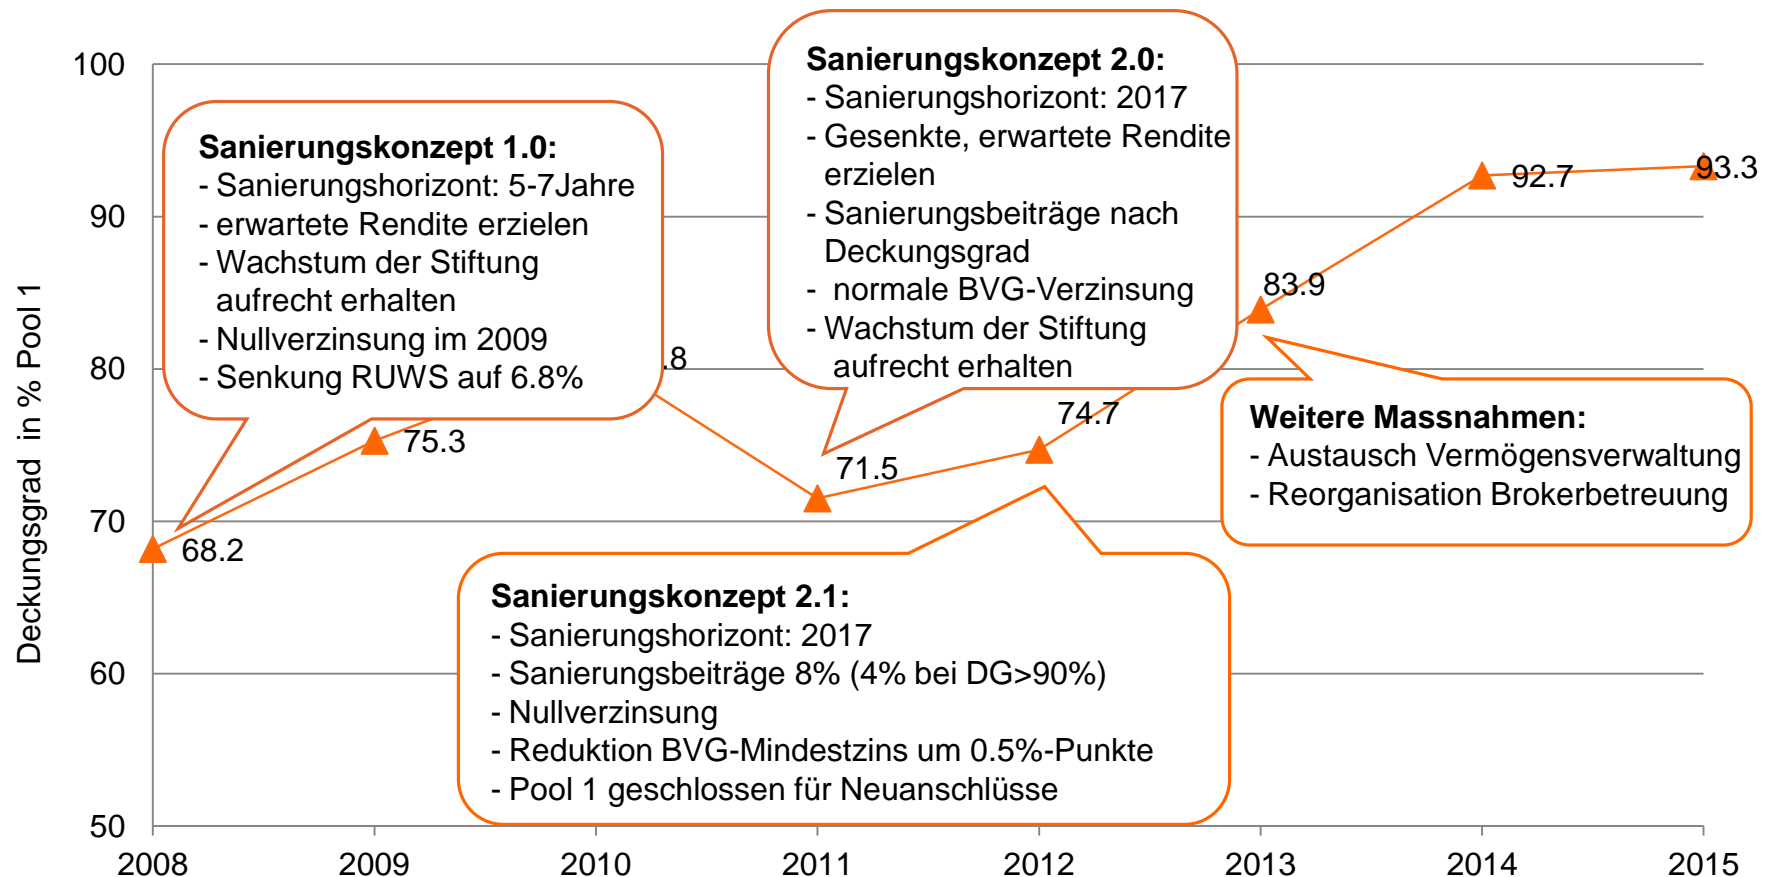 Deckungsgrad in % Pool 1
100
90
80
70
60
50
2008
2009
2010
2011
2012
2013
2014
2015
Sanierungskonzept 1.0:
- Sanierungshorizont: 5-7Jahre
- erwartete Rendite erzielen
- Wachstum der Stiftung
aufrecht erhalten
- Nullverzinsung im 2009
- Senkung RUWS auf 6.8%
Sanierungskonzept 2.0:
- Sanierungshorizont: 2017
- Gesenkte, erwartete Rendite
erzielen
- Sanierungsbeiträge nach
Deckungsgrad
- normale BVG-Verzinsung
- Wachstum der Stiftung
aufrecht erhalten
Weitere Massnahmen:
- Austausch Vermögensverwaltung
- Reorganisation Brokerbetreuung
Sanierungskonzept 2.1:
- Sanierungshorizont: 2017
- Sanierungsbeiträge 8% (4% bei DG>90%)
- Nullverzinsung
- Reduktion BVG-Mindestzins um 0.5%-Punkte
- Pool 1 geschlossen für Neuanschlüsse
68.2
75.3
.8
71.5
74.7
83.9
92.7
93.3